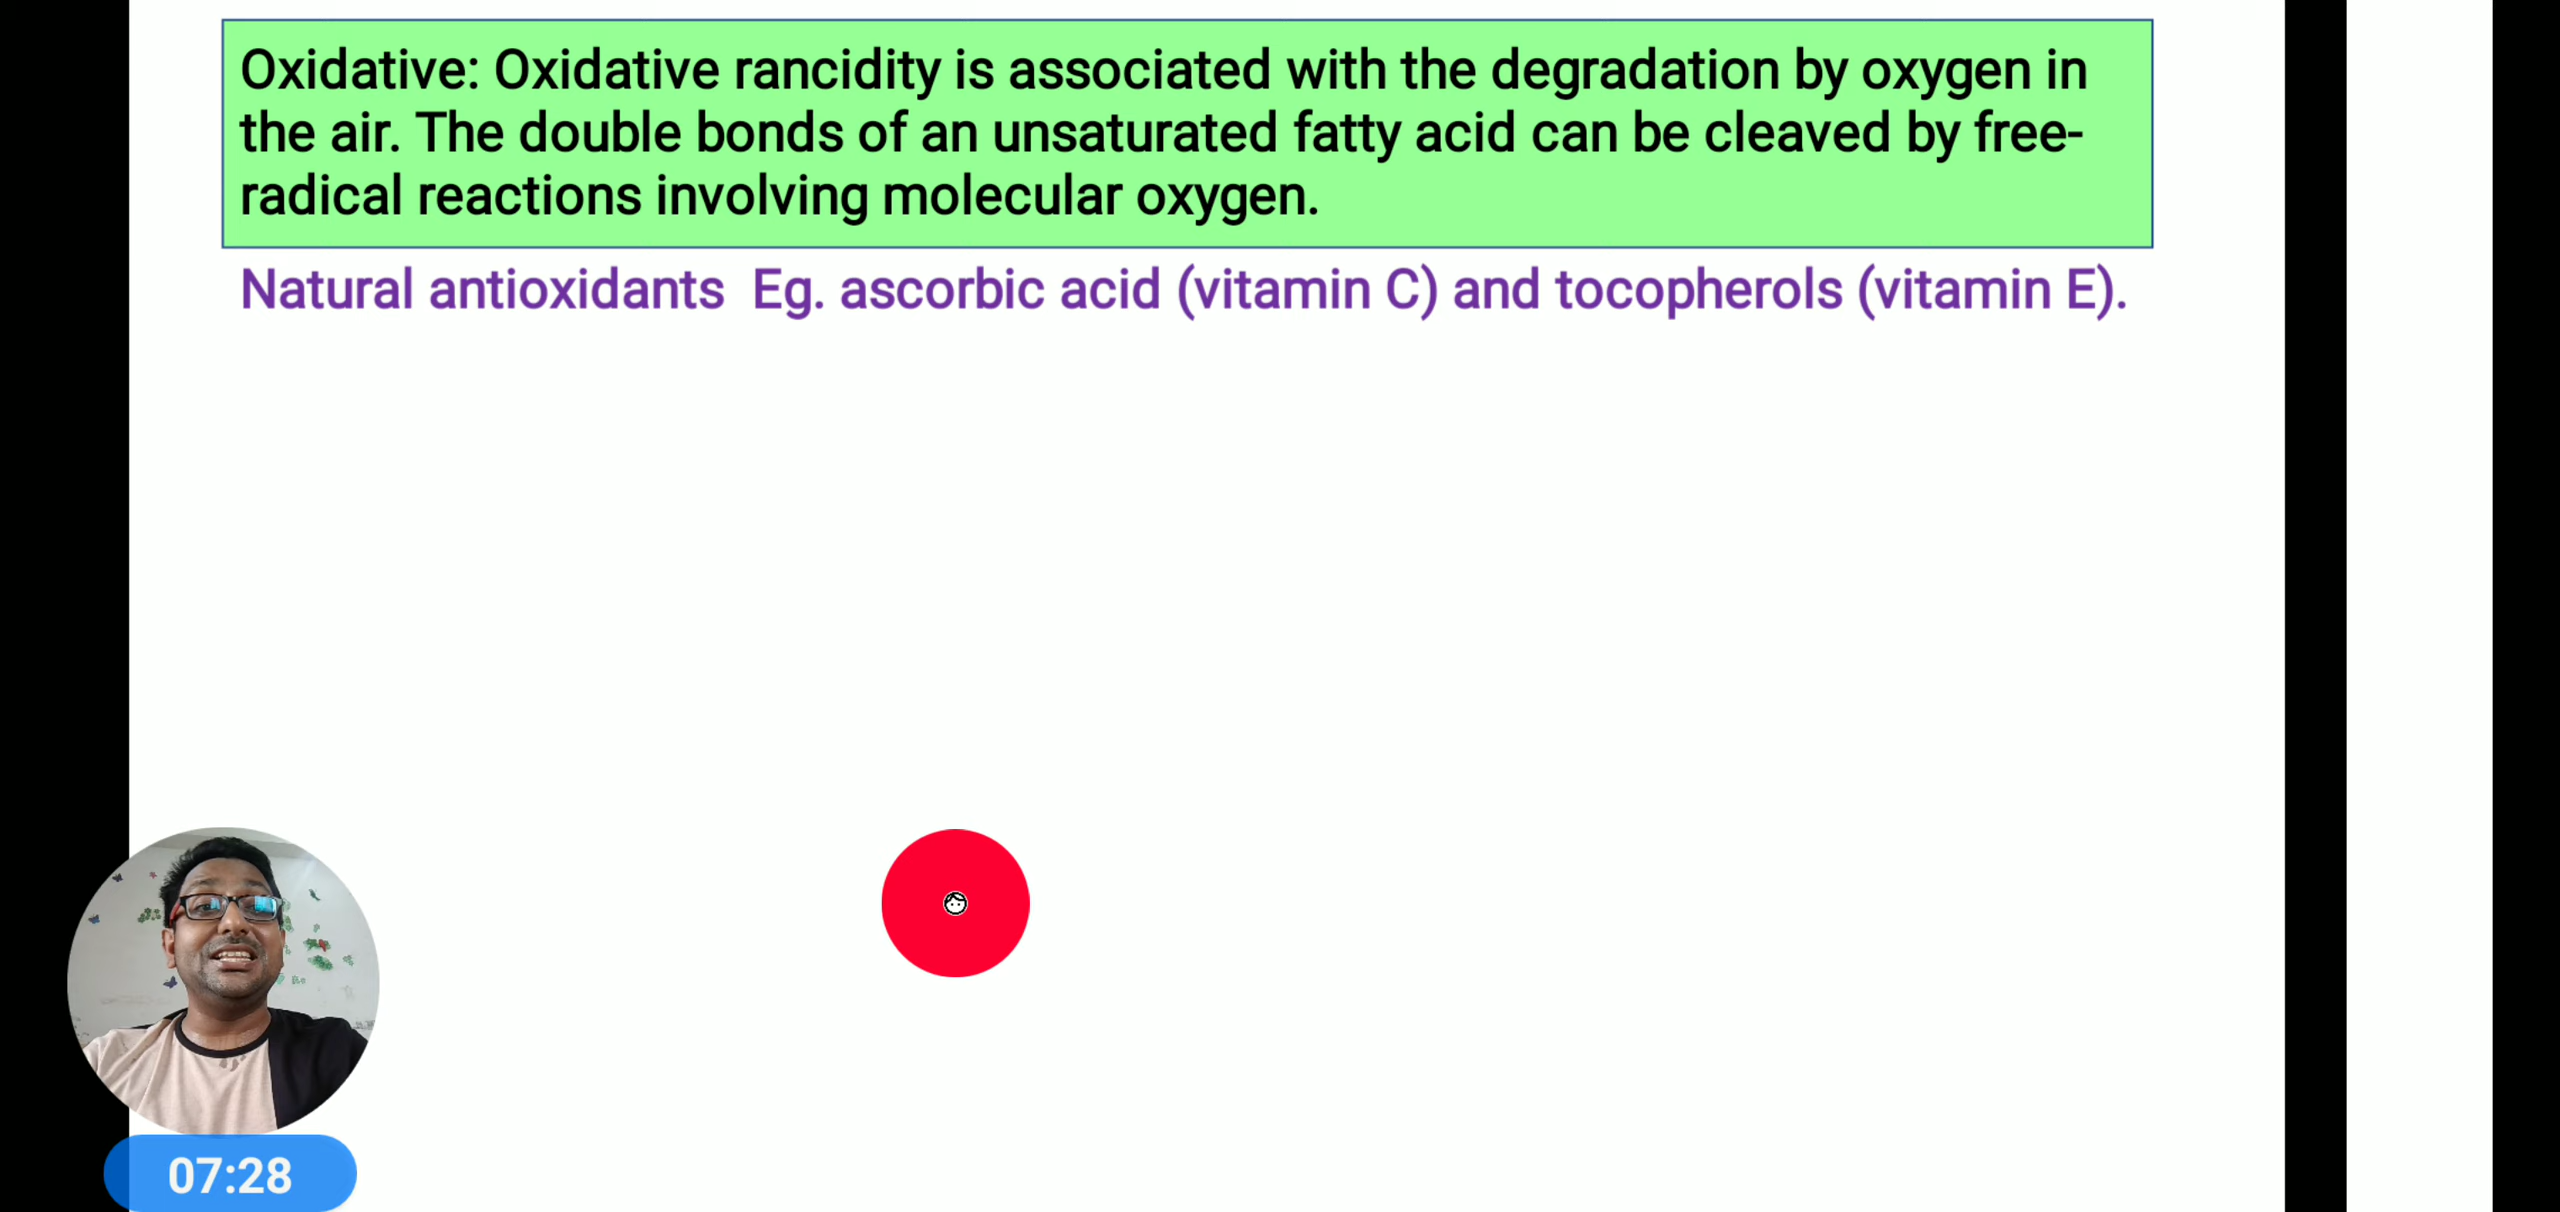 Oxidative: Oxidative rancidity is associated with the degradation by oxygen in
the air. The double bonds of an unsaturated fatty acid can be cleaved by free-
radical reactions involving molecular oxygen.
Natural antioxidants  Eg. ascorbic acid (vitamin C) and tocopherols (vitamin E).
07:28